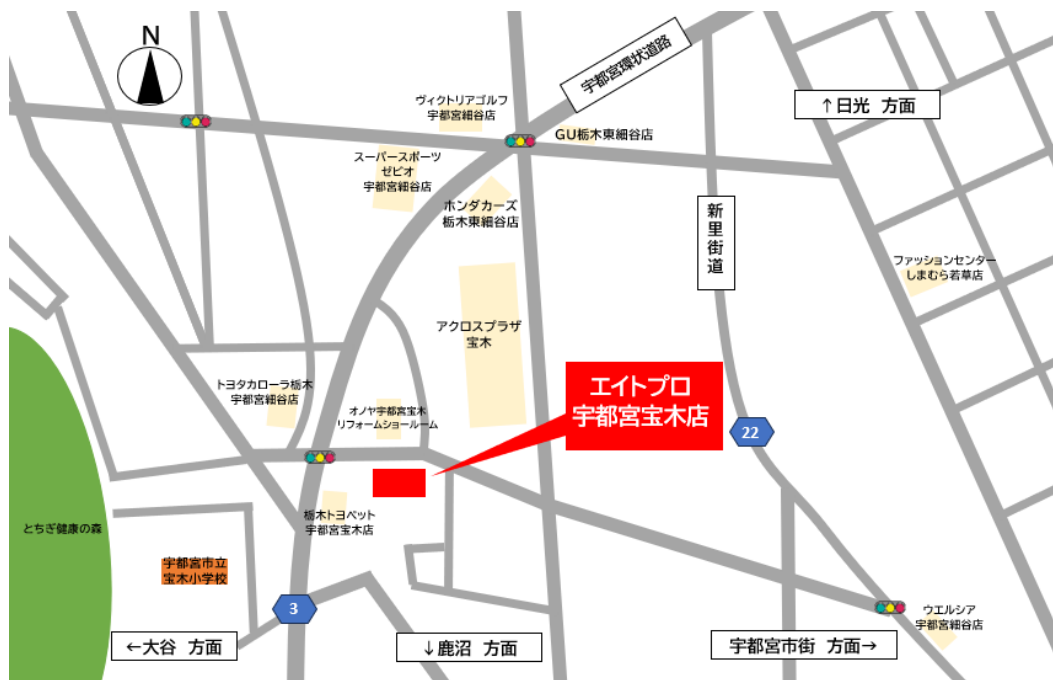 N
宇都宮環状道路
↑日光 方面
ヴィクトリアゴルフ
宇都宮細谷店
GU栃木東細谷店
スーパースポーツ
ゼビオ
宇都宮細谷店
ホンダカーズ
栃木東細谷店
新里街道
ファッションセンター
しまむら若草店
アクロスプラザ
宝木
エイトプロ
宇都宮宝木店
トヨタカローラ栃木
宇都宮細谷店
オノヤ宇都宮宝木
リフォームショールーム
22
栃木トヨペット
宇都宮宝木店
とちぎ健康の森
宇都宮市立
宝木小学校
3
ウエルシア
宇都宮細谷店
←大谷 方面
↓鹿沼 方面
宇都宮市街 方面→